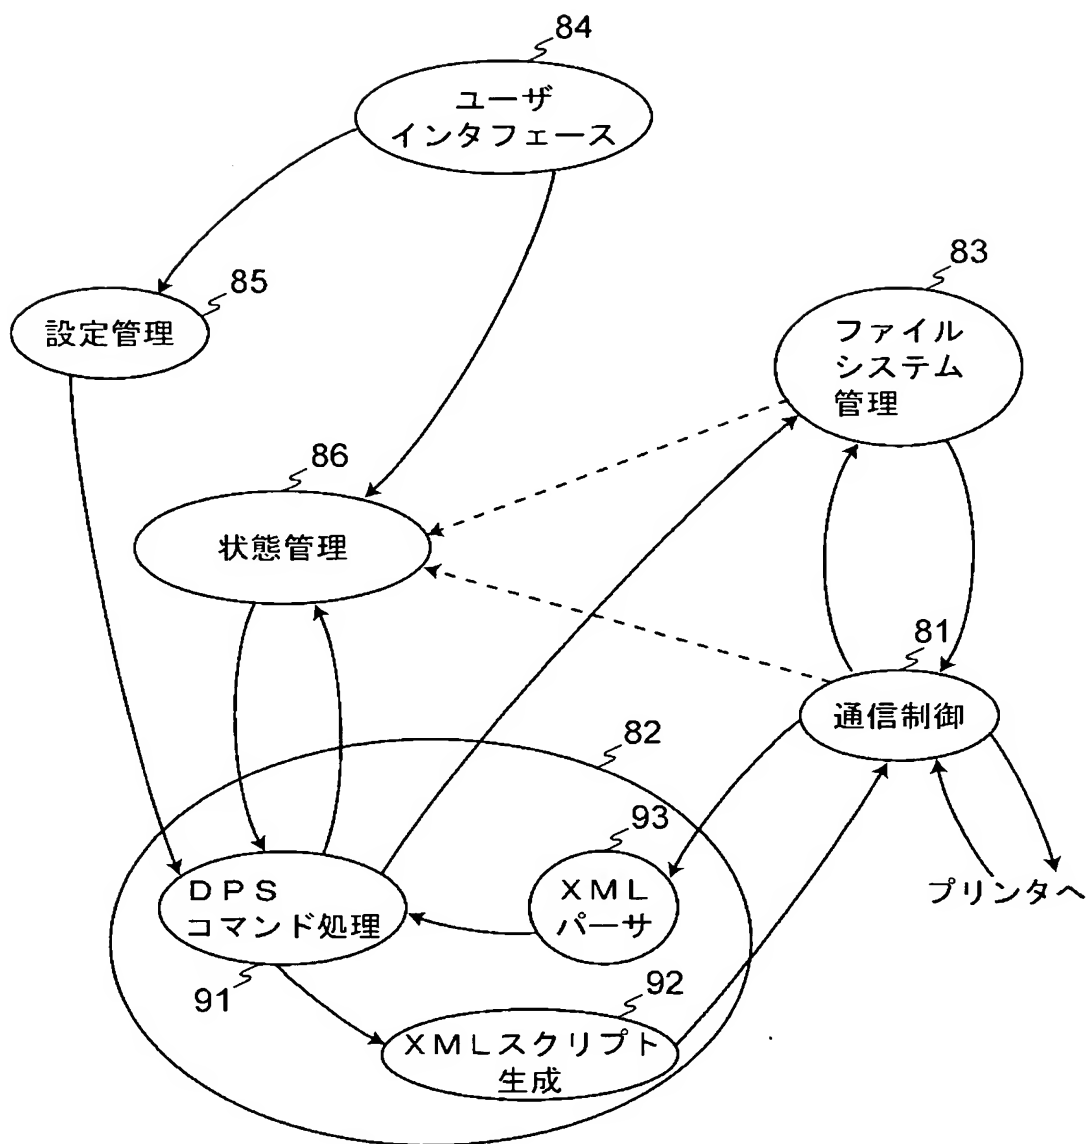 84
ユーザ
インタフェース
83
85
ファイル
システム
管理
設定管理
86
状態管理
81
通信制御
82
93
DPS
コマンド処理
XML
パーサ
プリンタへ
91
92
XMLスクリプト
生成